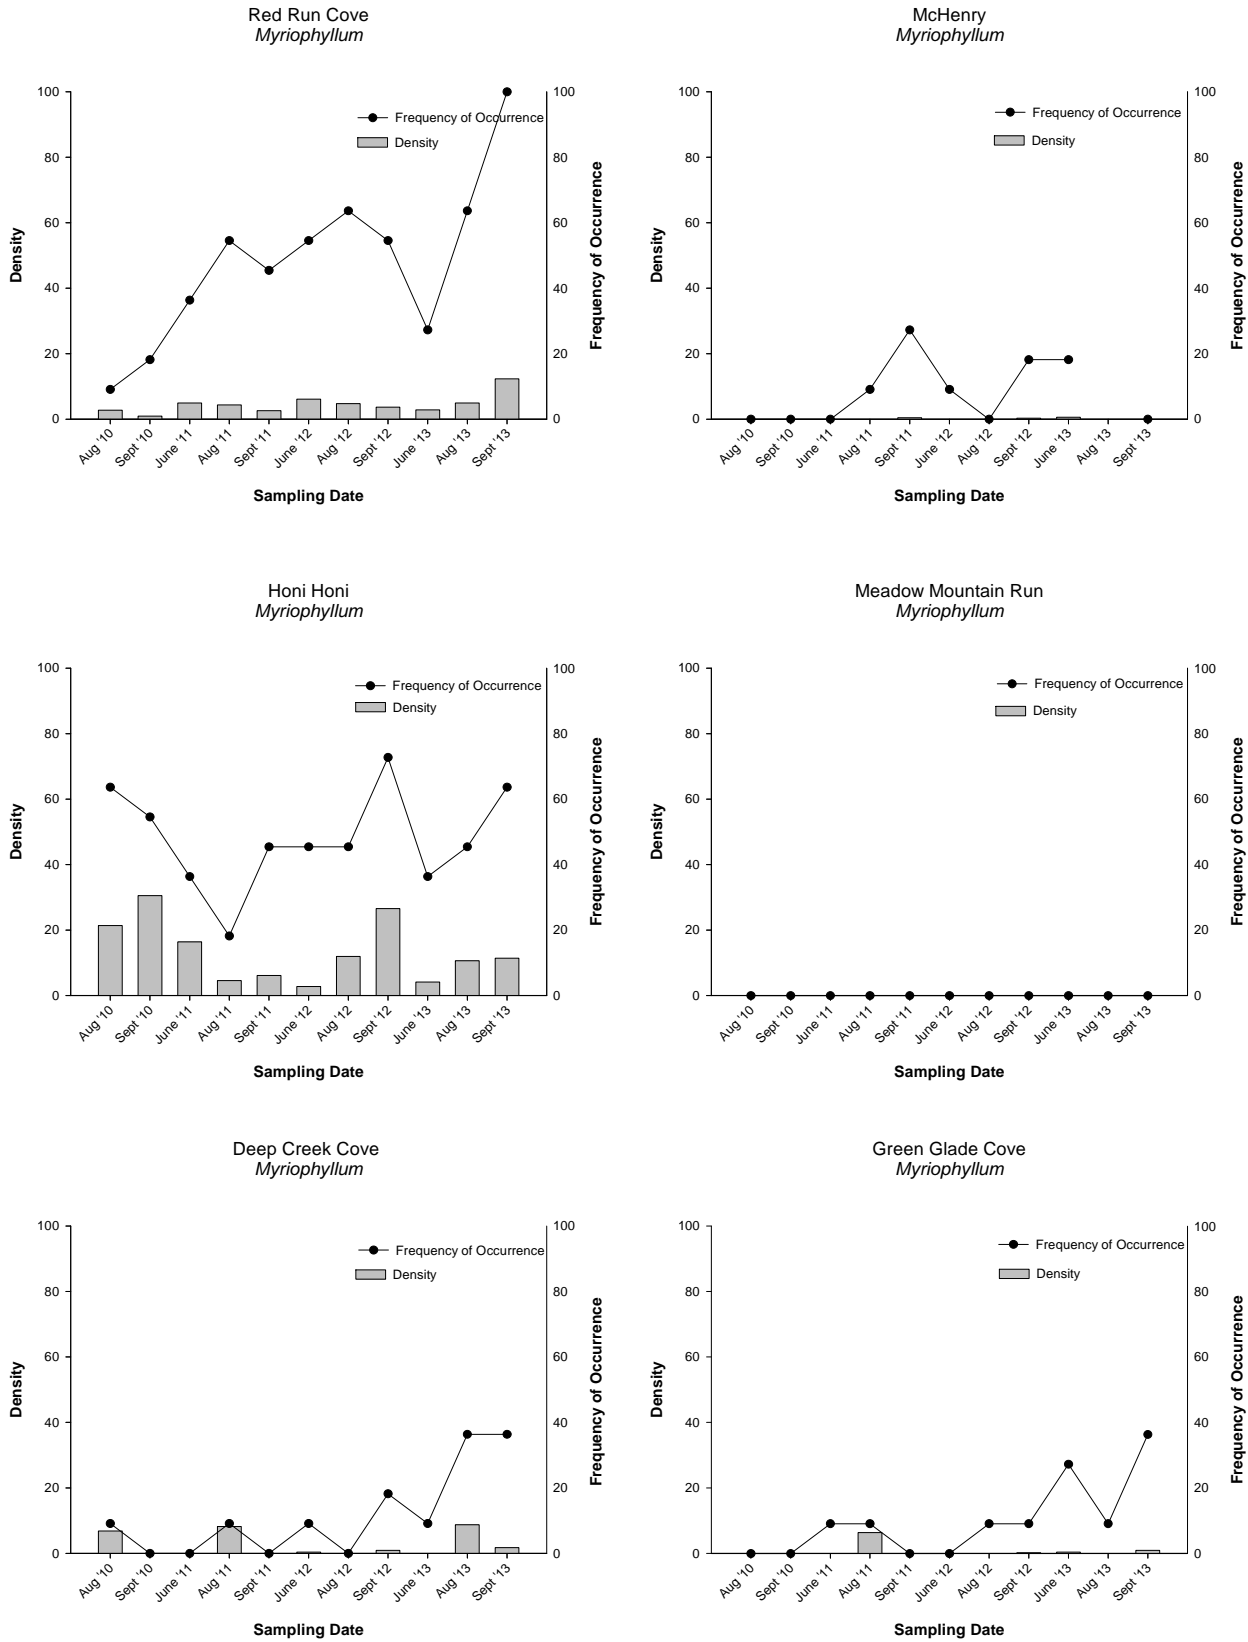 Red Run Cove
Myriophyllum
100
80
60
40
20
0
Density
Frequency of Occurrence
Density
100
80
60
40
20
0
Frequency of Occurrence
Aug '10
Sept '10
June '11
Aug '11
Sept '11
June '12
Aug '12
Sept '12
June '13
Aug '13
Sept '13
Sampling Date
McHenry
Myriophyllum
100
80
60
40
20
0
Density
Frequency of Occurrence
Density
100
80
60
40
20
0
Frequency of Occurrence
Aug '10
Sept '10
June '11
Aug '11
Sept '11
June '12
Aug '12
Sept '12
June '13
Aug '13
Sept '13
Sampling Date
Honi Honi
Myriophyllum
100
80
60
40
20
0
Density
Frequency of Occurrence
Density
100
80
60
40
20
0
Frequency of Occurrence
Aug '10
Sept '10
June '11
Aug '11
Sept '11
June '12
Aug '12
Sept '12
June '13
Aug '13
Sept '13
Sampling Date
Meadow Mountain Run
Myriophyllum
100
80
60
40
20
0
Density
Frequency of Occurrence
Density
100
80
60
40
20
0
Frequency of Occurrence
Aug '10
Sept '10
June '11
Aug '11
Sept '11
June '12
Aug '12
Sept '12
June '13
Aug '13
Sept '13
Sampling Date
Deep Creek Cove
Myriophyllum
100
80
60
40
20
0
Density
Frequency of Occurrence
Density
100
80
60
40
20
0
Frequency of Occurrence
Aug '10
Sept '10
June '11
Aug '11
Sept '11
June '12
Aug '12
Sept '12
June '13
Aug '13
Sept '13
Sampling Date
Green Glade Cove
Myriophyllum
100
80
60
40
20
0
Density
Frequency of Occurrence
Density
100
80
60
40
20
0
Frequency of Occurrence
Aug '10
Sept '10
June '11
Aug '11
Sept '11
June '12
Aug '12
Sept '12
June '13
Aug '13
Sept '13
Sampling Date